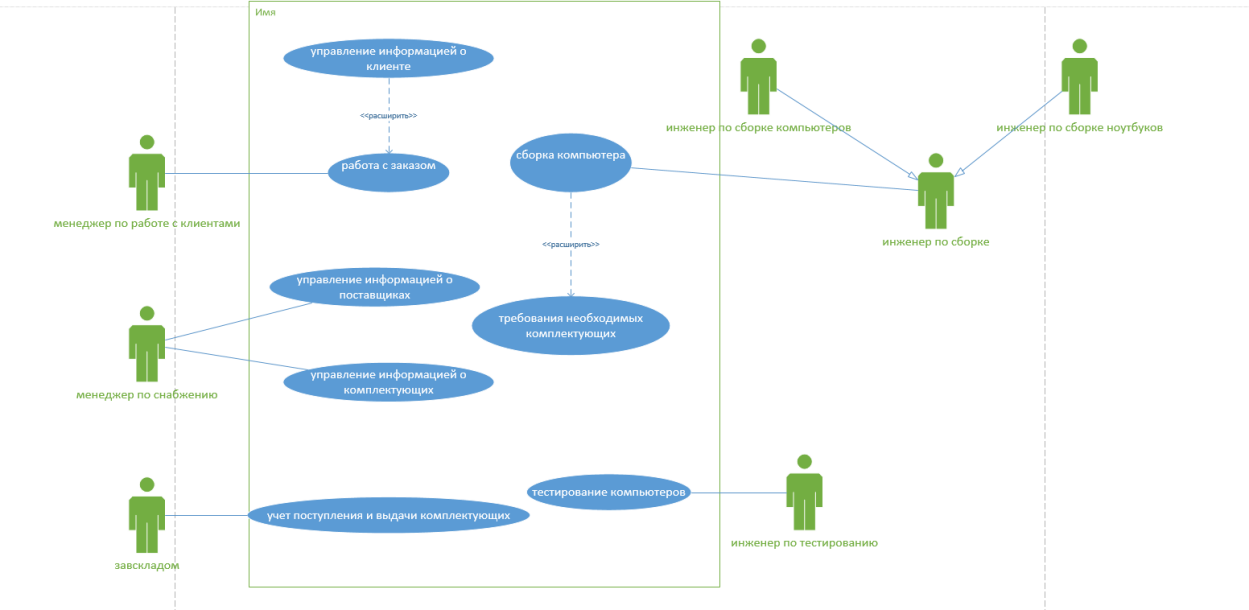 Имя
управление информацией о
клиенте
<<расширить>>
работа с заказом
менеджер по работе с клиентами
сборка компьютера
<<расширить>>
требования необходимых
комплектующих
инженер по сборке компьютеров
инженер по сборке ноутбуков
инженер по сборке
управление информацией о
поставщиках
управление информацией о
комплектующих
менеджер по снабжению
учет поступления и выдачи комплектующих
завскладом
тестирование компьютеров
инженер по тестированию